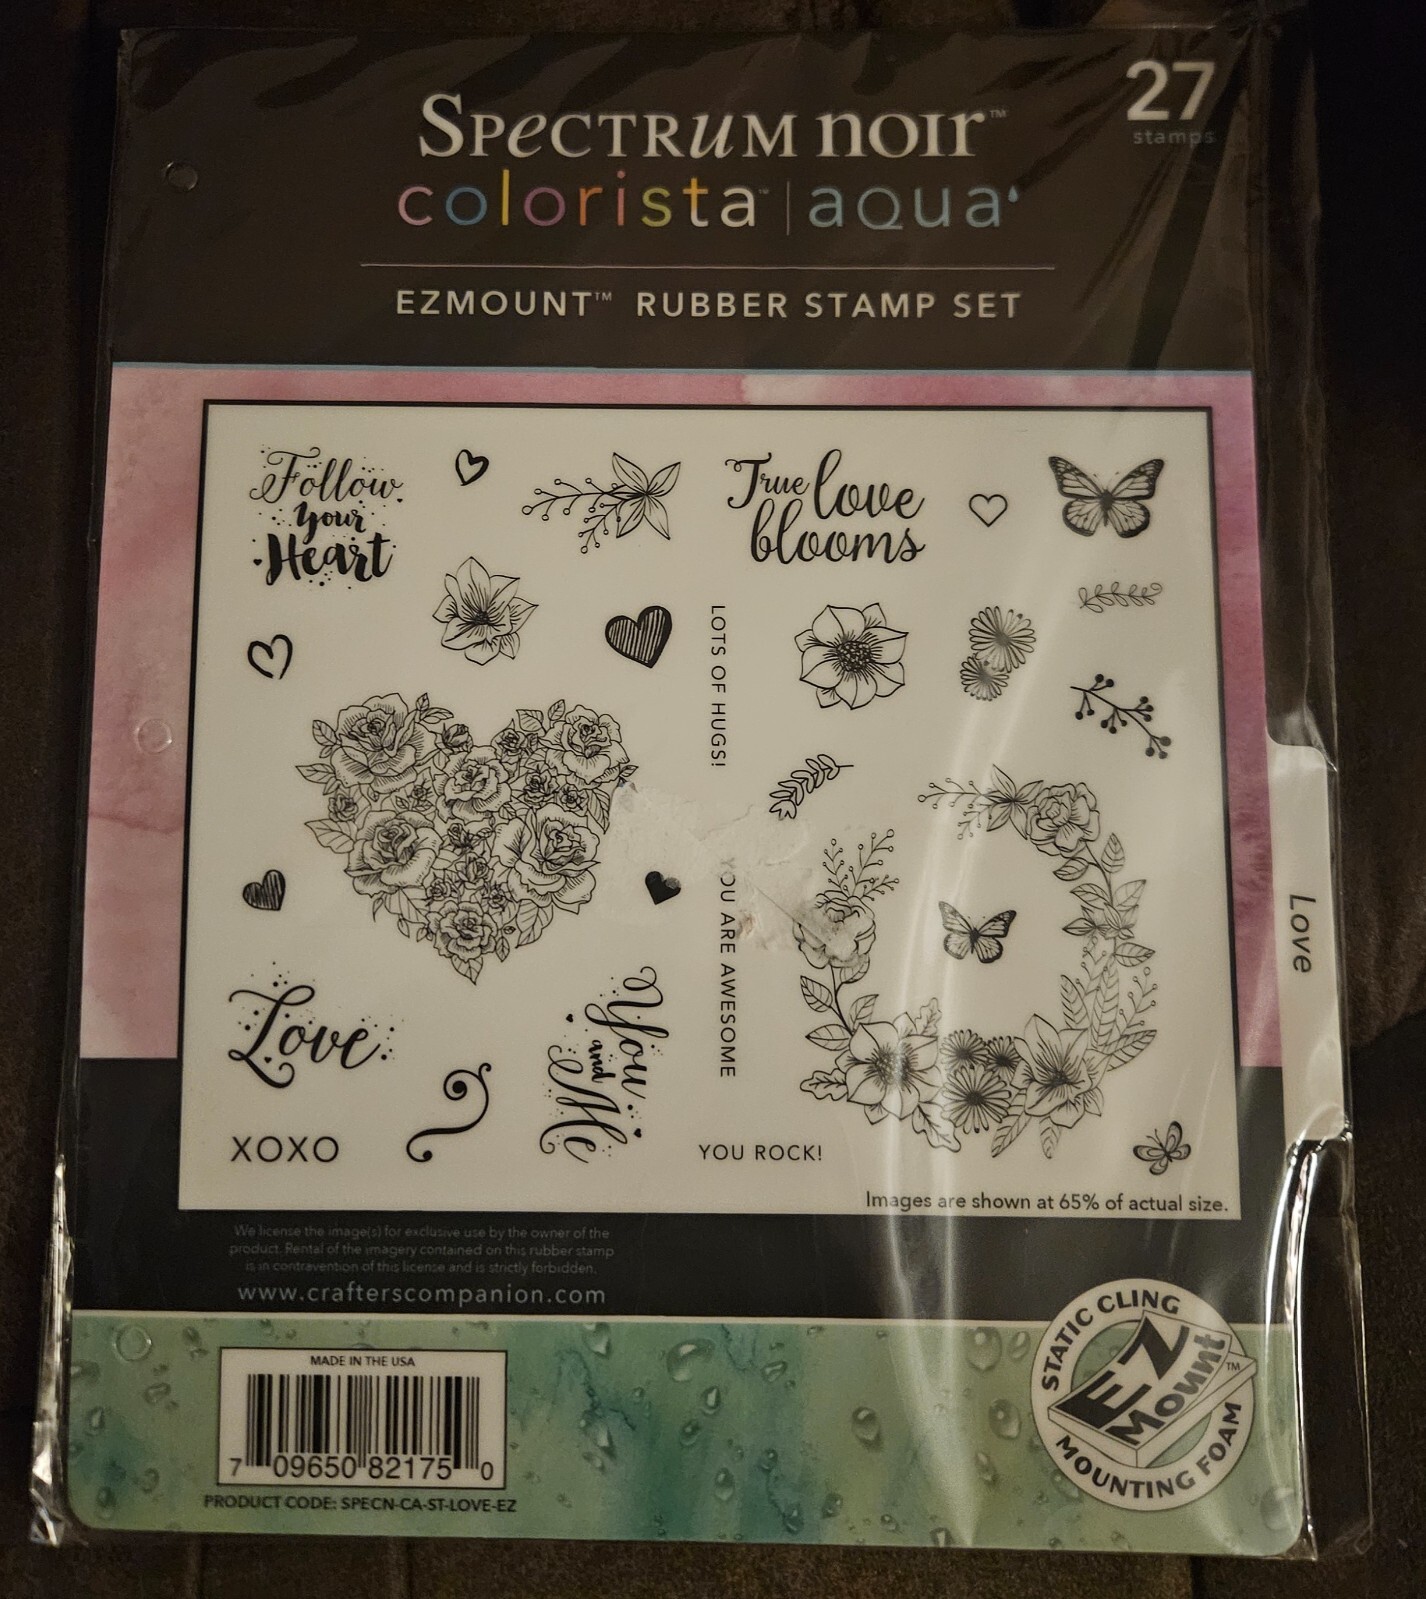 27
stamps
SPeCTRuM noir™
colorista™ | aqua
EZMOUNT™ RUBBER STAMP SET
Follow
Your
Heart
True love
blooms
LOTS OF HUGS!
YOU ARE AWESOME
Love
You
and
Me
XOXO
YOU ROCK!
Images are shown at 65% of actual size.
Love
We license the image(s) for exclusive use by the owner of the
product. Rental of the imagery contained on this rubber stamp
is in contravention of this license and is strictly forbidden.
www.crafterscompanion.com
MADE IN THE USA
7 09650 82175 0
PRODUCT CODE: SPECN-CA-ST-LOVE-EZ
STATIC CLING
EZ
Mount™
MOUNTING FOAM